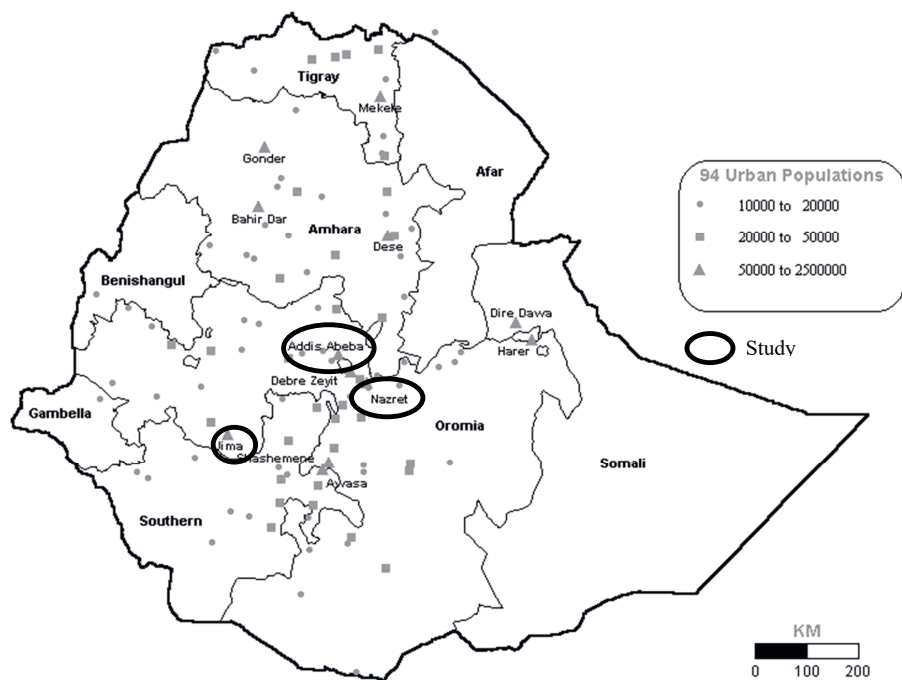 Tigray
Mekele
Gonder
Afar
94 Urban Populations
10000 to 20000
Bahir Dar
Amhara
20000 to 50000
Dese
Benishangul
50000 to 2500000
Dire Dawa
Addis Abeba
Harer
Study
Debre Zeyit
Nazret
Gambella
Oromia
Jima
Shashemene
Somali
Awasa
Southern
KM
0 100 200